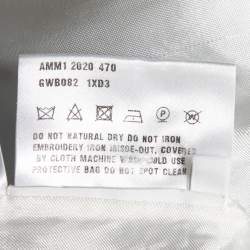 AMM1 2020 470
GWB082 1XD3
DO NOT NATURAL DRY DO NOT IRON
EMBROIDERY IRON INSIDE-OUT, COVERED
BY CLOTH MACHINE WASH COLD USE
PROTECTIVE BAG DO NOT SPOT CLEAN